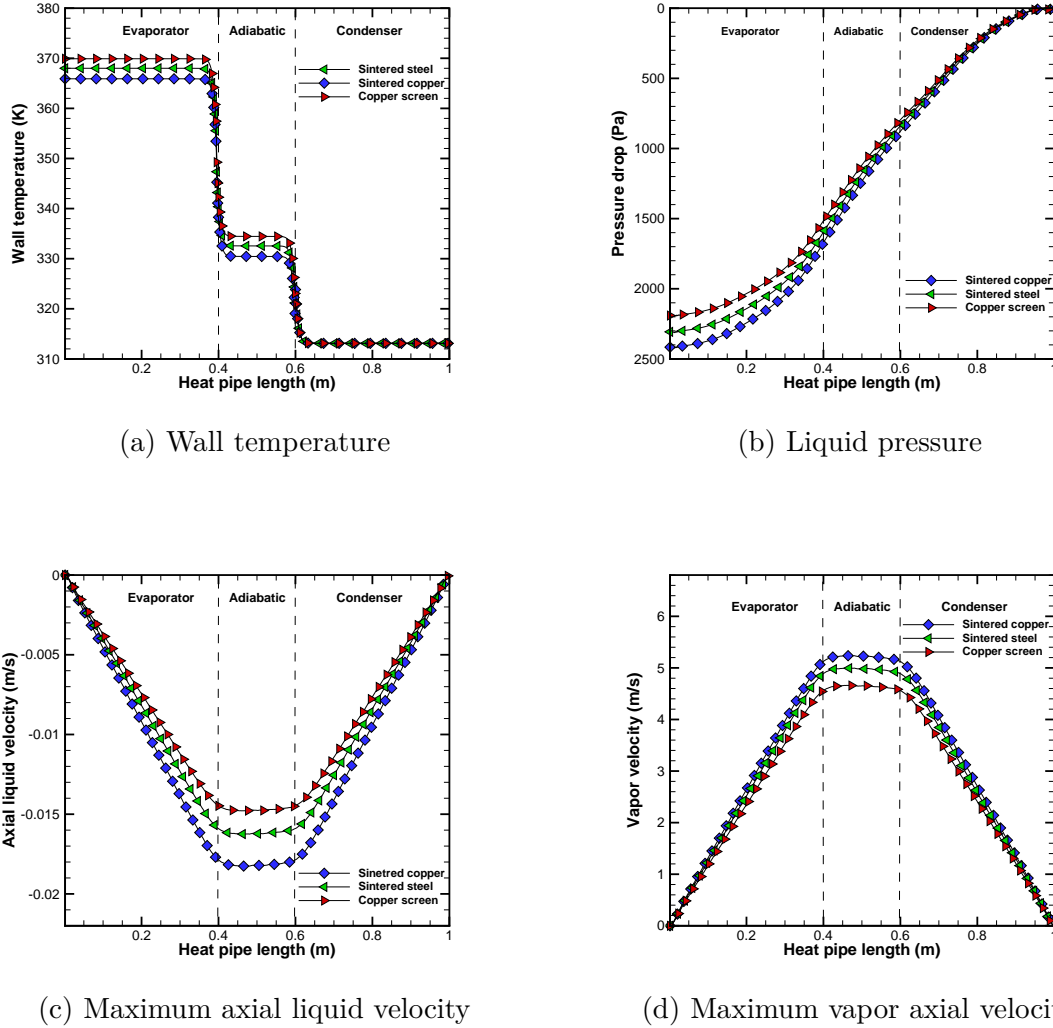 380
370
360
350
340
330
320
310
Wall temperature (K)
Evaporator Adiabatic Condenser
Sintered steel
Sintered copper
Copper screen
0.2 0.4 0.6 0.8 1
Heat pipe length (m)
(a) Wall temperature
0
500
1000
1500
2000
2500
Pressure drop (Pa)
Evaporator Adiabatic Condenser
Sintered copper
Sintered steel
Copper screen
0.2 0.4 0.6 0.8 1
Heat pipe length (m)
(b) Liquid pressure
0
-0.005
-0.01
-0.015
-0.02
Axial liquid velocity (m/s)
Evaporator Adiabatic Condenser
Sinetred copper
Sintered steel
Copper screen
0.2 0.4 0.6 0.8 1
Heat pipe length (m)
(c) Maximum axial liquid velocity
6
5
4
3
2
1
0
Vapor velocity (m/s)
Evaporator Adiabatic Condenser
Sintered copper
Sintered steel
Copper screen
0.2 0.4 0.6 0.8 1
Heat pipe length (m)
(d) Maximum vapor axial veloci